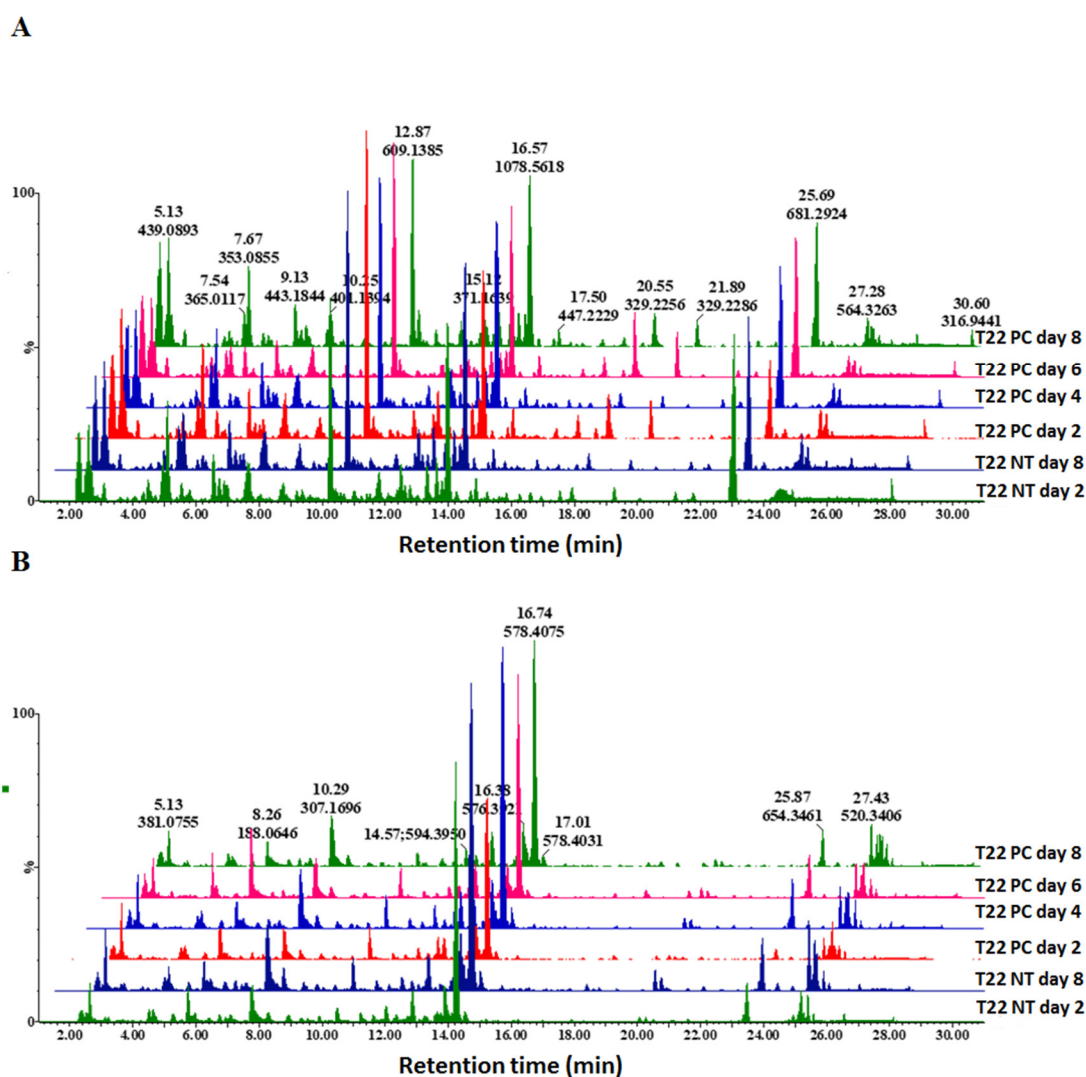 A
12.87
609.1385
16.57
1078.5618
100
5.13
439.0893
7.67
353.0855
7.54
365.0117
9.13
443.1844
10.25
401.1394
15.12
371.1639
17.50
447.2229
20.55
329.2256
21.89
329.2286
25.69
681.2924
27.28
564.3263
30.60
316.9441
T22 PC day 8
%
T22 PC day 6
T22 PC day 4
T22 PC day 2
T22 NT day 8
T22 NT day 2
0
2.00 4.00 6.00 8.00 10.00 12.00 14.00 16.00 18.00 20.00 22.00 24.00 26.00 28.00 30.00
Retention time (min)
B
16.74
578.4075
100
5.13
381.0755
8.26
188.0646
10.29
307.1696
16.38
14.57;594.3950
17.01
578.4031
25.87
654.3461
27.43
520.3406
T22 PC day 8
%
T22 PC day 6
T22 PC day 4
T22 PC day 2
T22 NT day 8
T22 NT day 2
0
2.00 4.00 6.00 8.00 10.00 12.00 14.00 16.00 18.00 20.00 22.00 24.00 26.00 28.00 30.00
Retention time (min)